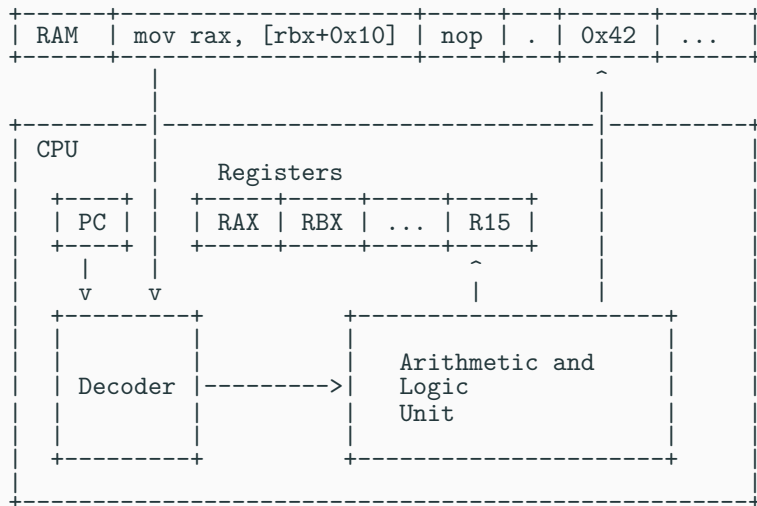 RAM mov rax, [rbx+0x10] nop . 0x42 ...
CPU
Registers
PC RAX RBX ... R15
v v
Arithmetic and
Decoder Logic
Unit